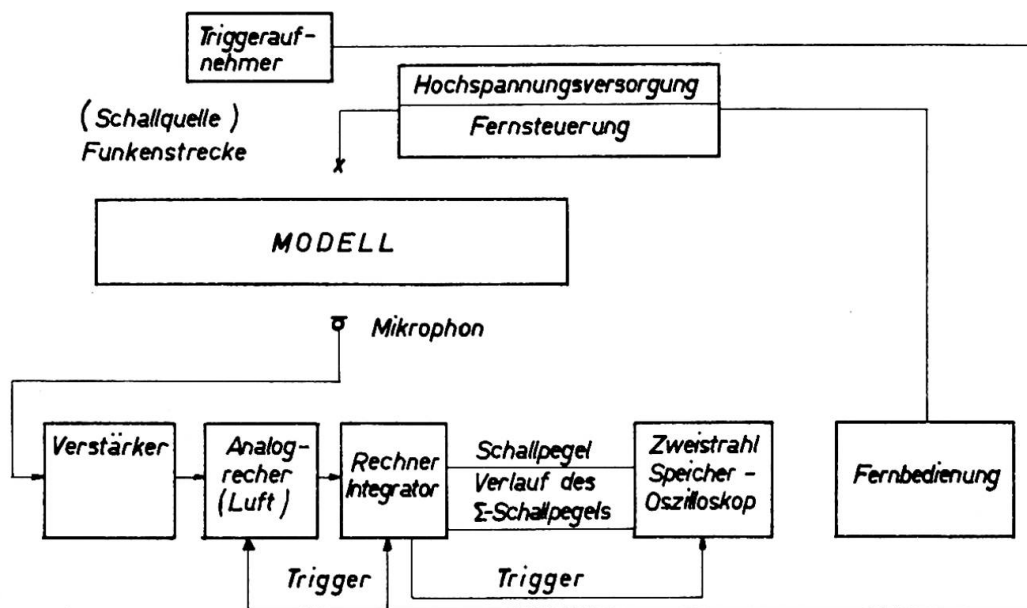 Triggerauf-
nehmer
Hochspannungsversorgung
Fernsteuerung
(Schallquelle)
Funkenstrecke
x
MODELL
Mikrophon
Verstärker
Analog-
recher
(Luft)
Rechner
Integrator
Schallpegel
Verlauf des
Σ-Schallpegels
Zweistrahl
Speicher-
Oszilloskop
Fernbedienung
Trigger
Trigger